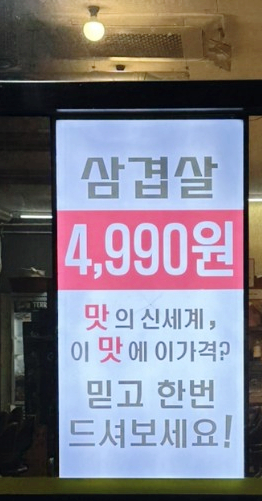 삼겹살
4,990원
맛의 신세계,
이 맛에 이가격?
믿고 한번
드셔보세요!